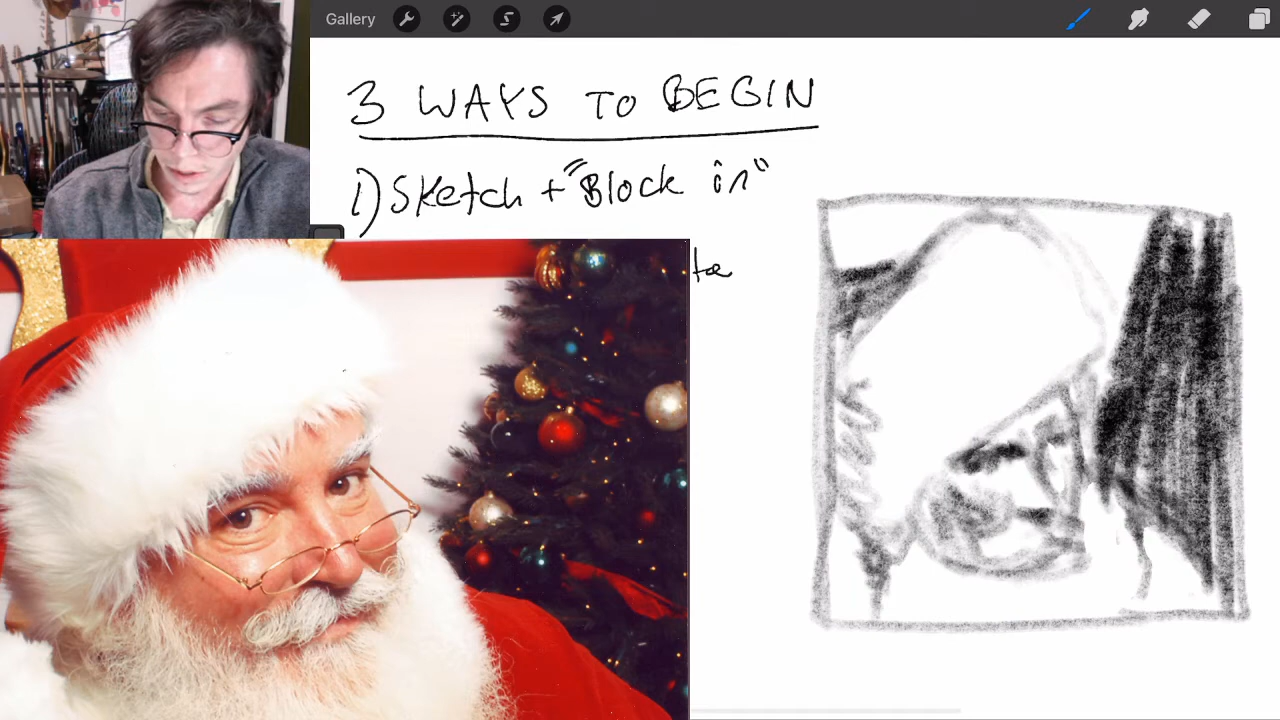 Gallery
3 WAYS TO BEGIN
1) Sketch + "Block in"